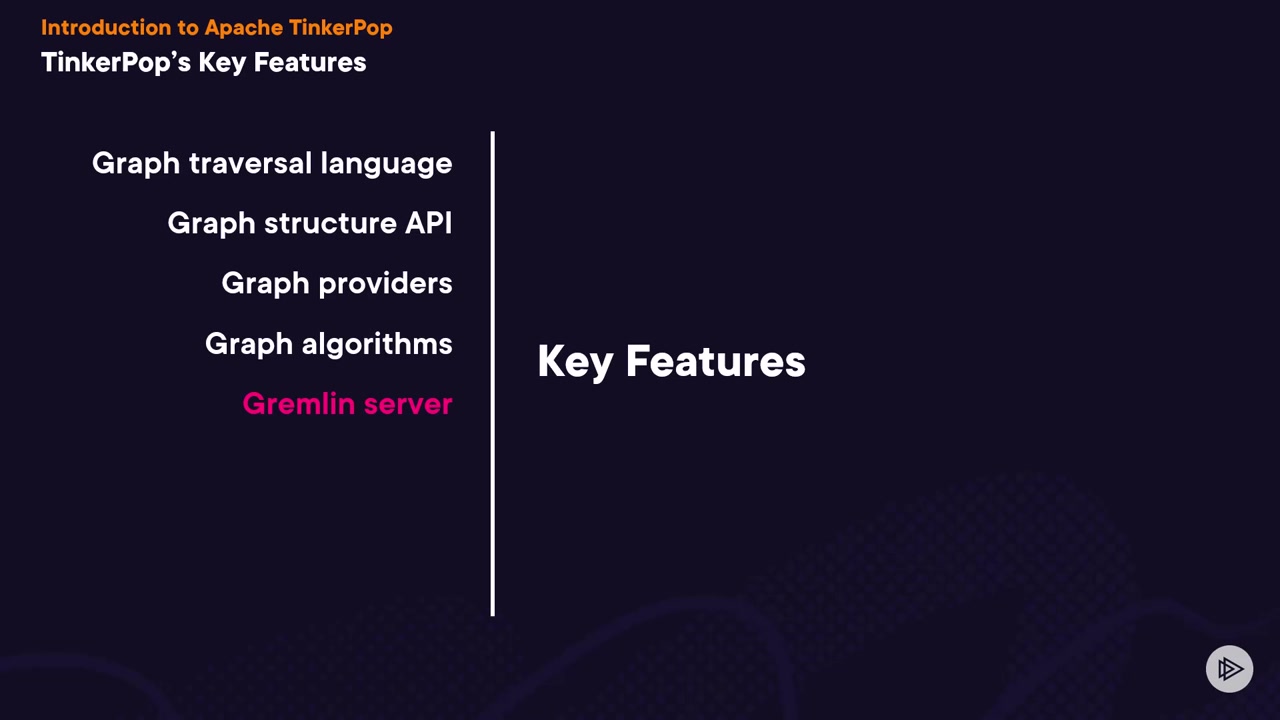 Introduction to Apache TinkerPop
TinkerPop’s Key Features
Graph traversal language
Graph structure API
Graph providers
Graph algorithms
Gremlin server
Key Features